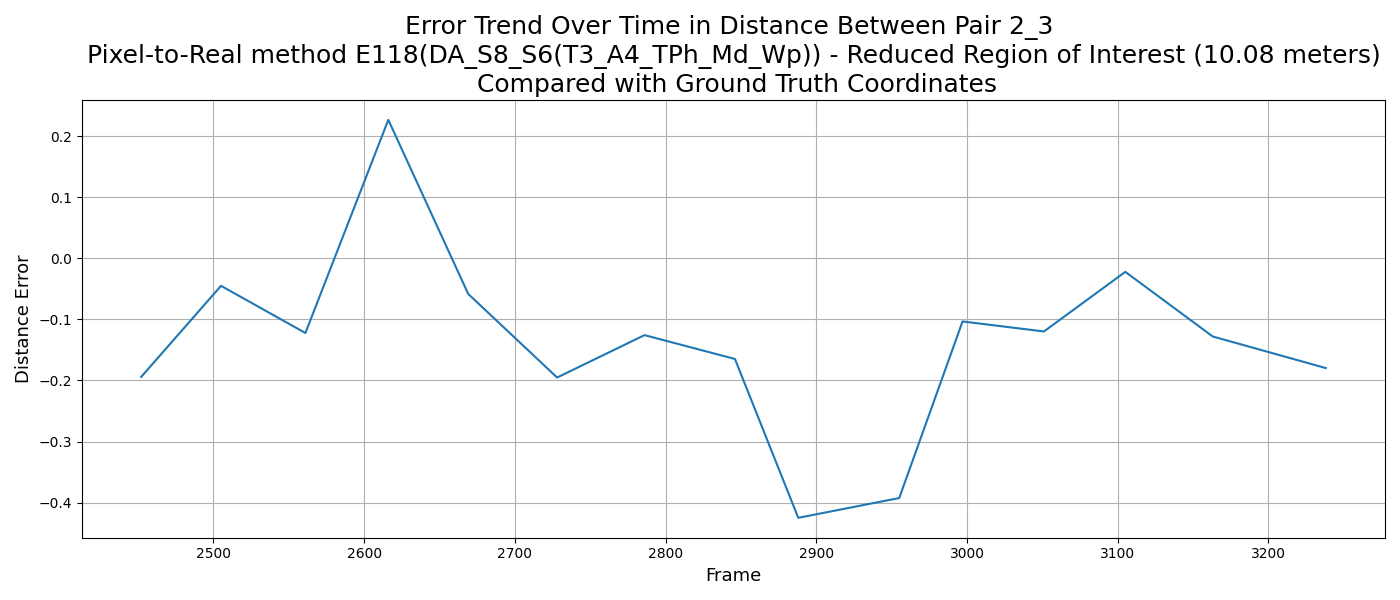 Error Trend Over Time in Distance Between Pair 2_3
Pixel-to-Real method E118(DA_S8_S6(T3_A4_TPh_Md_Wp)) - Reduced Region of Interest (10.08 meters)
Compared with Ground Truth Coordinates
Distance Error
0.2
0.1
0.0
−0.1
−0.2
−0.3
−0.4
2500 2600 2700 2800 2900 3000 3100 3200
Frame